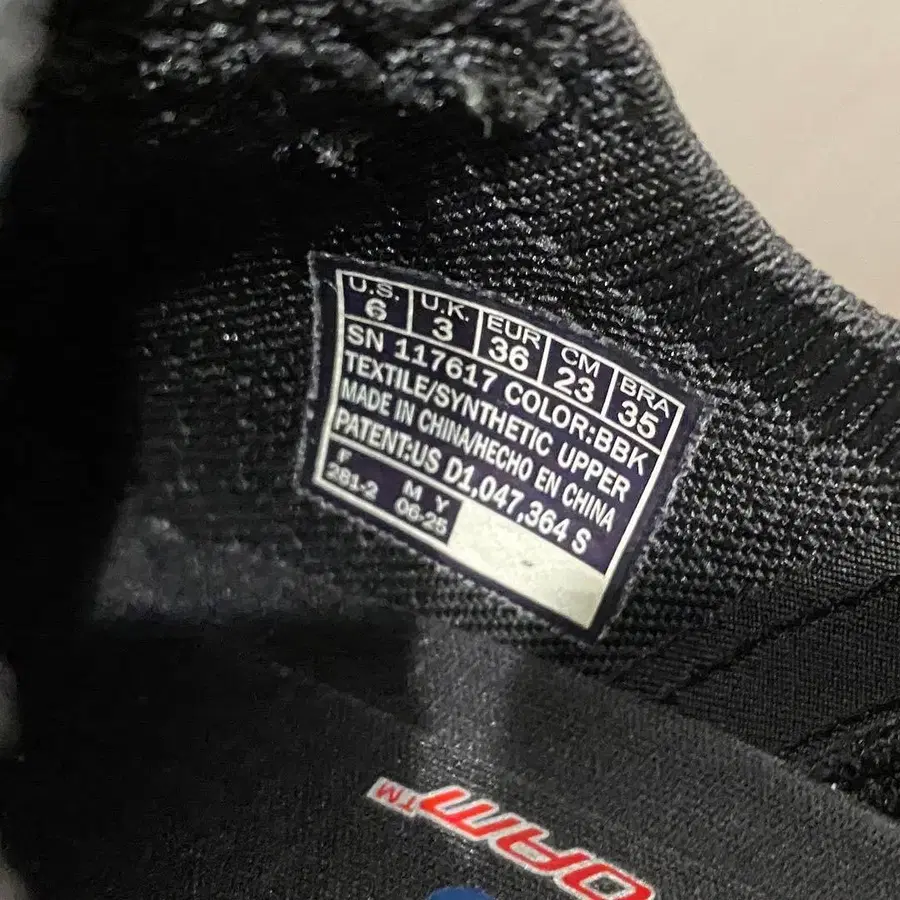 U.S. U.K. EUR CM BRA
6 3 36 23 35
SN 117617 COLOR:BBK
TEXTILE/SYNTHETIC UPPER
MADE IN CHINA/HECHO EN CHINA
PATENT:US D1,047,364 S
F M Y
281-2 06-25
OAM™